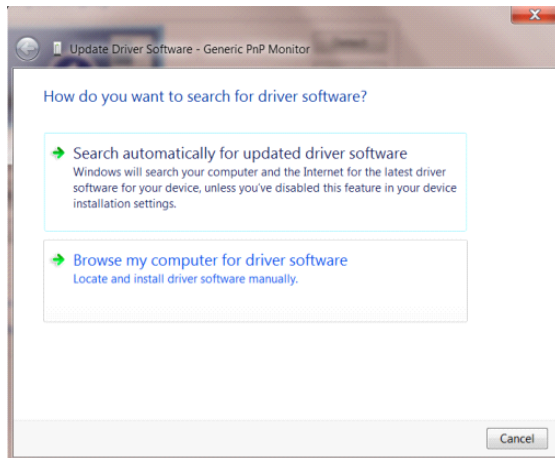 Update Driver Software - Generic PnP Monitor
How do you want to search for driver software?
Search automatically for updated driver software
Windows will search your computer and the Internet for the latest driver
software for your device, unless you've disabled this feature in your device
installation settings.
Browse my computer for driver software
Locate and install driver software manually.
Cancel